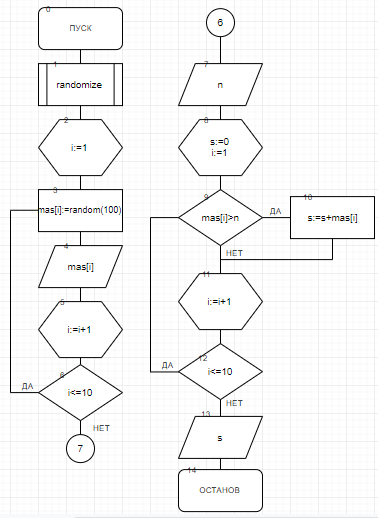 0
ПУСК
1
randomize
2
i:=1
3
mas[i]:=random(100)
4
mas[i]
5
i:=i+1
6
i<=10
ДА
НЕТ
7
6
7
n
8
s:=0
i:=1
9
mas[i]>n
ДА
10
s:=s+mas[i]
НЕТ
11
i:=i+1
12
i<=10
ДА
НЕТ
13
s
14
ОСТАНОВ